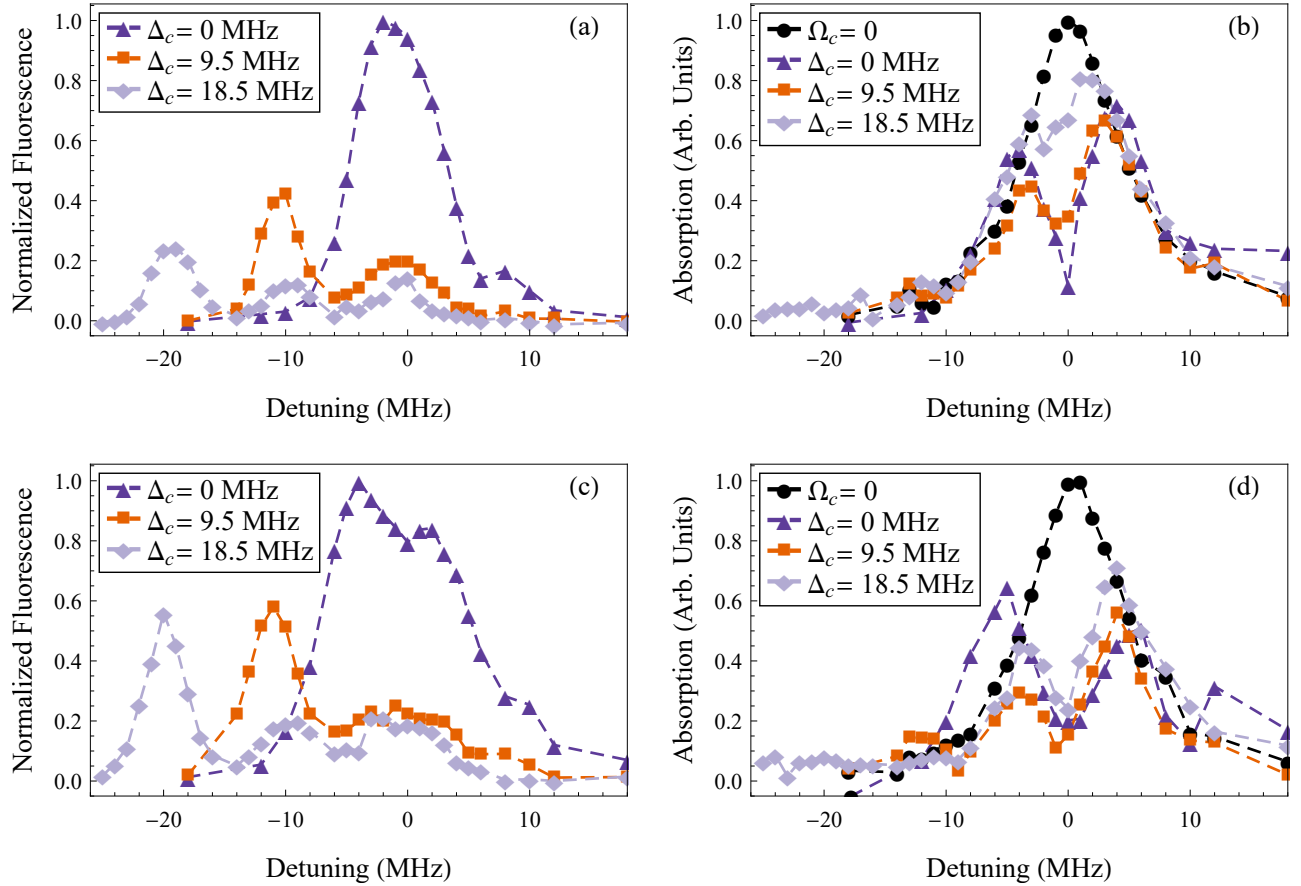 (a)
Δc = 0 MHz
Δc = 9.5 MHz
Δc = 18.5 MHz
Normalized Fluorescence
1.0
0.8
0.6
0.4
0.2
0.0
−20 −10 0 10
Detuning (MHz)
(b)
Ωc = 0
Δc = 0 MHz
Δc = 9.5 MHz
Δc = 18.5 MHz
Absorption (Arb. Units)
1.0
0.8
0.6
0.4
0.2
0.0
−20 −10 0 10
Detuning (MHz)
(c)
Δc = 0 MHz
Δc = 9.5 MHz
Δc = 18.5 MHz
Normalized Fluorescence
1.0
0.8
0.6
0.4
0.2
0.0
−20 −10 0 10
Detuning (MHz)
(d)
Ωc = 0
Δc = 0 MHz
Δc = 9.5 MHz
Δc = 18.5 MHz
Absorption (Arb. Units)
1.0
0.8
0.6
0.4
0.2
0.0
−20 −10 0 10
Detuning (MHz)